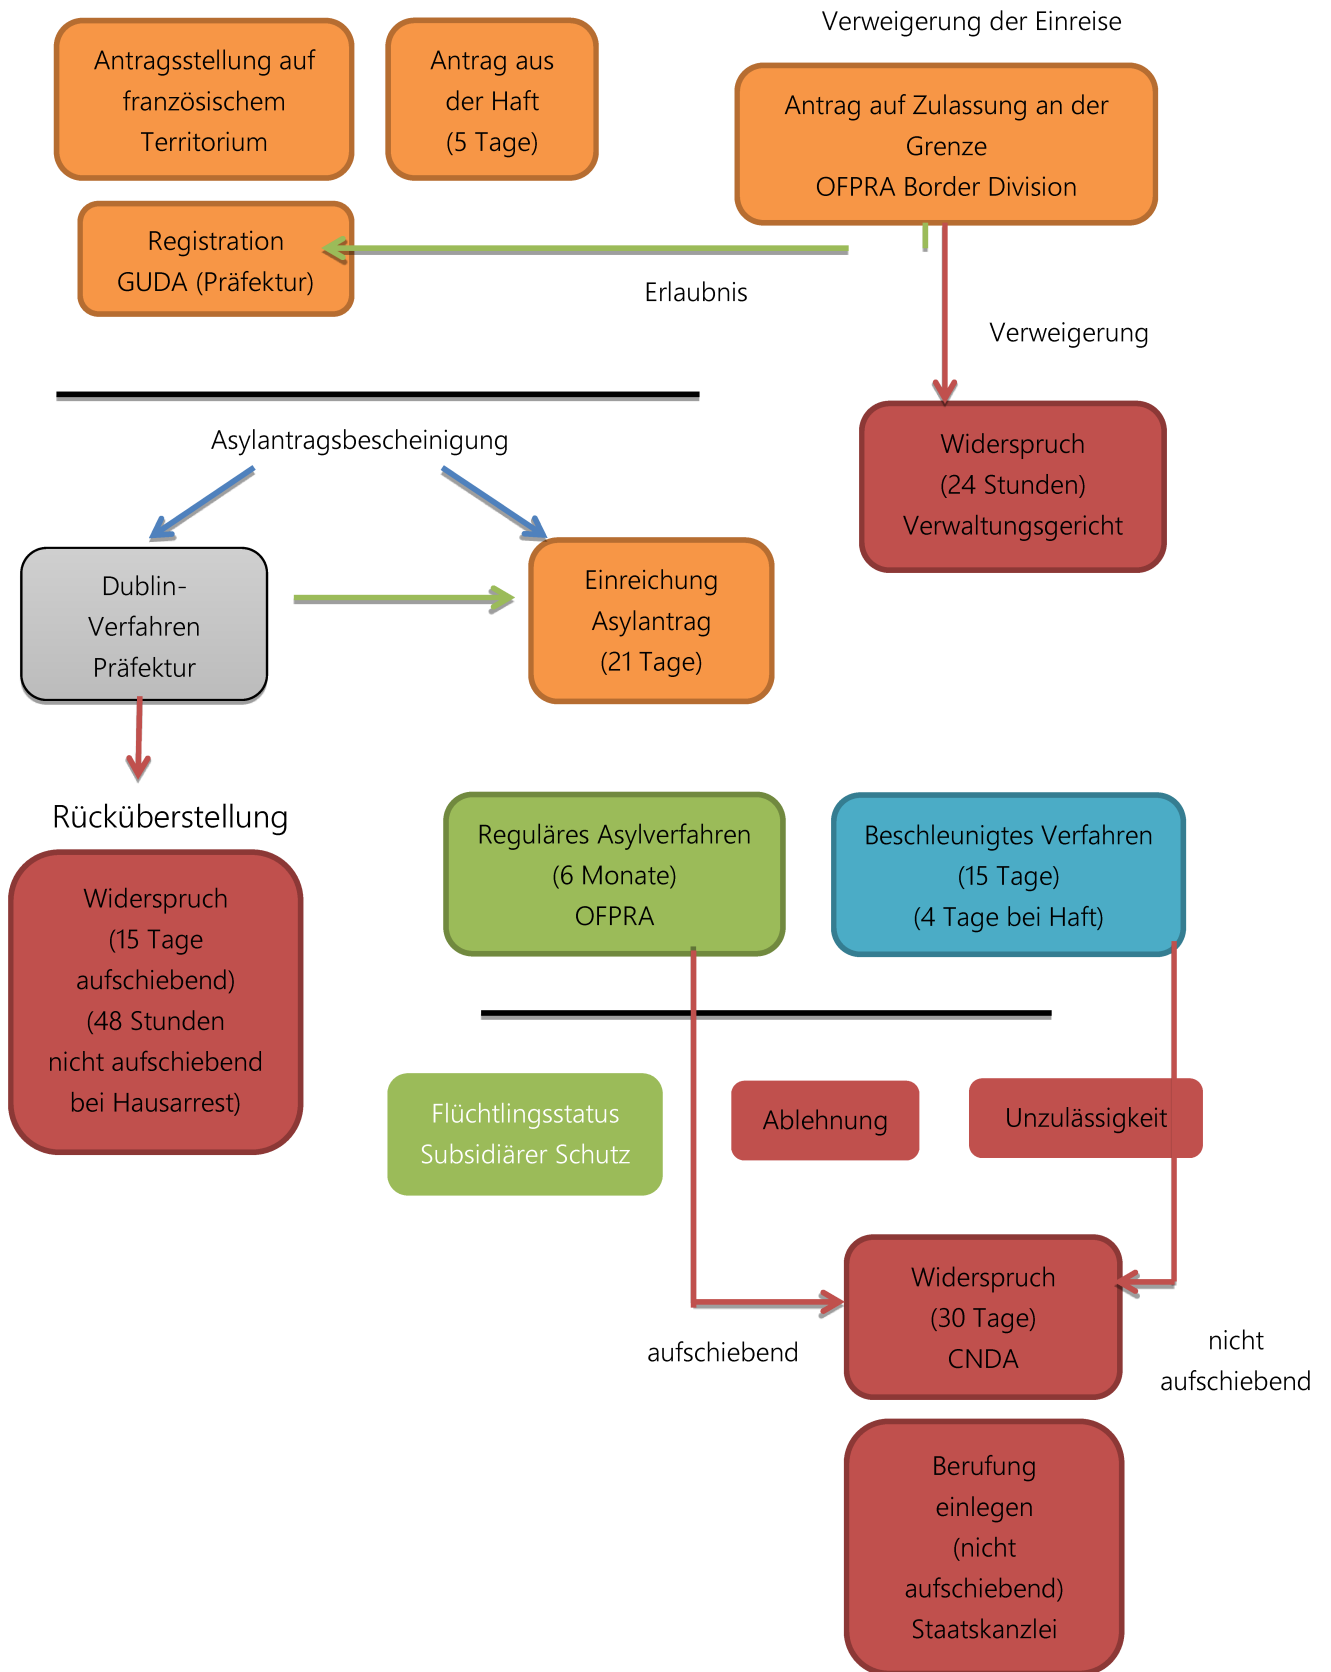 Verweigerung der Einreise
Antragsstellung auf
französischem
Territorium
Antrag aus
der Haft
(5 Tage)
Antrag auf Zulassung an der
Grenze
OFPRA Border Division
Registration
GUDA (Präfektur)
Erlaubnis
Verweigerung
Asylantragsbescheinigung
Widerspruch
(24 Stunden)
Verwaltungsgericht
Dublin-
Verfahren
Präfektur
Einreichung
Asylantrag
(21 Tage)
Rücküberstellung
Widerspruch
(15 Tage
aufschiebend)
(48 Stunden
nicht aufschiebend
bei Hausarrest)
Reguläres Asylverfahren
(6 Monate)
OFPRA
Beschleunigtes Verfahren
(15 Tage)
(4 Tage bei Haft)
Flüchtlingsstatus
Subsidiärer Schutz
Ablehnung
Unzulässigkeit
Widerspruch
(30 Tage)
CNDA
aufschiebend
nicht
aufschiebend
Berufung
einlegen
(nicht
aufschiebend)
Staatskanzlei